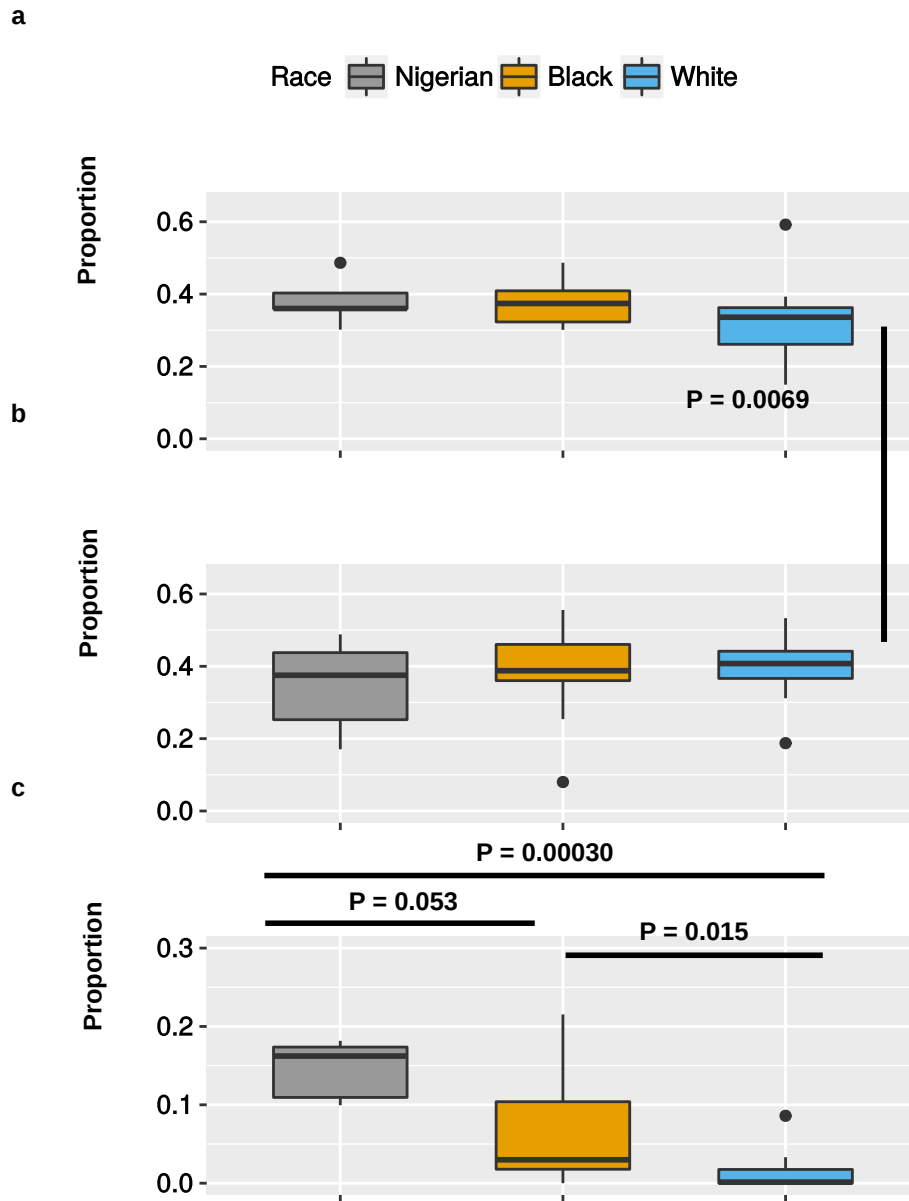 a
Race Nigerian Black White
Proportion
0.6
0.4
0.2
0.0
P = 0.0069
b
Proportion
0.6
0.4
0.2
0.0
c
P = 0.00030
P = 0.053
P = 0.015
Proportion
0.3
0.2
0.1
0.0